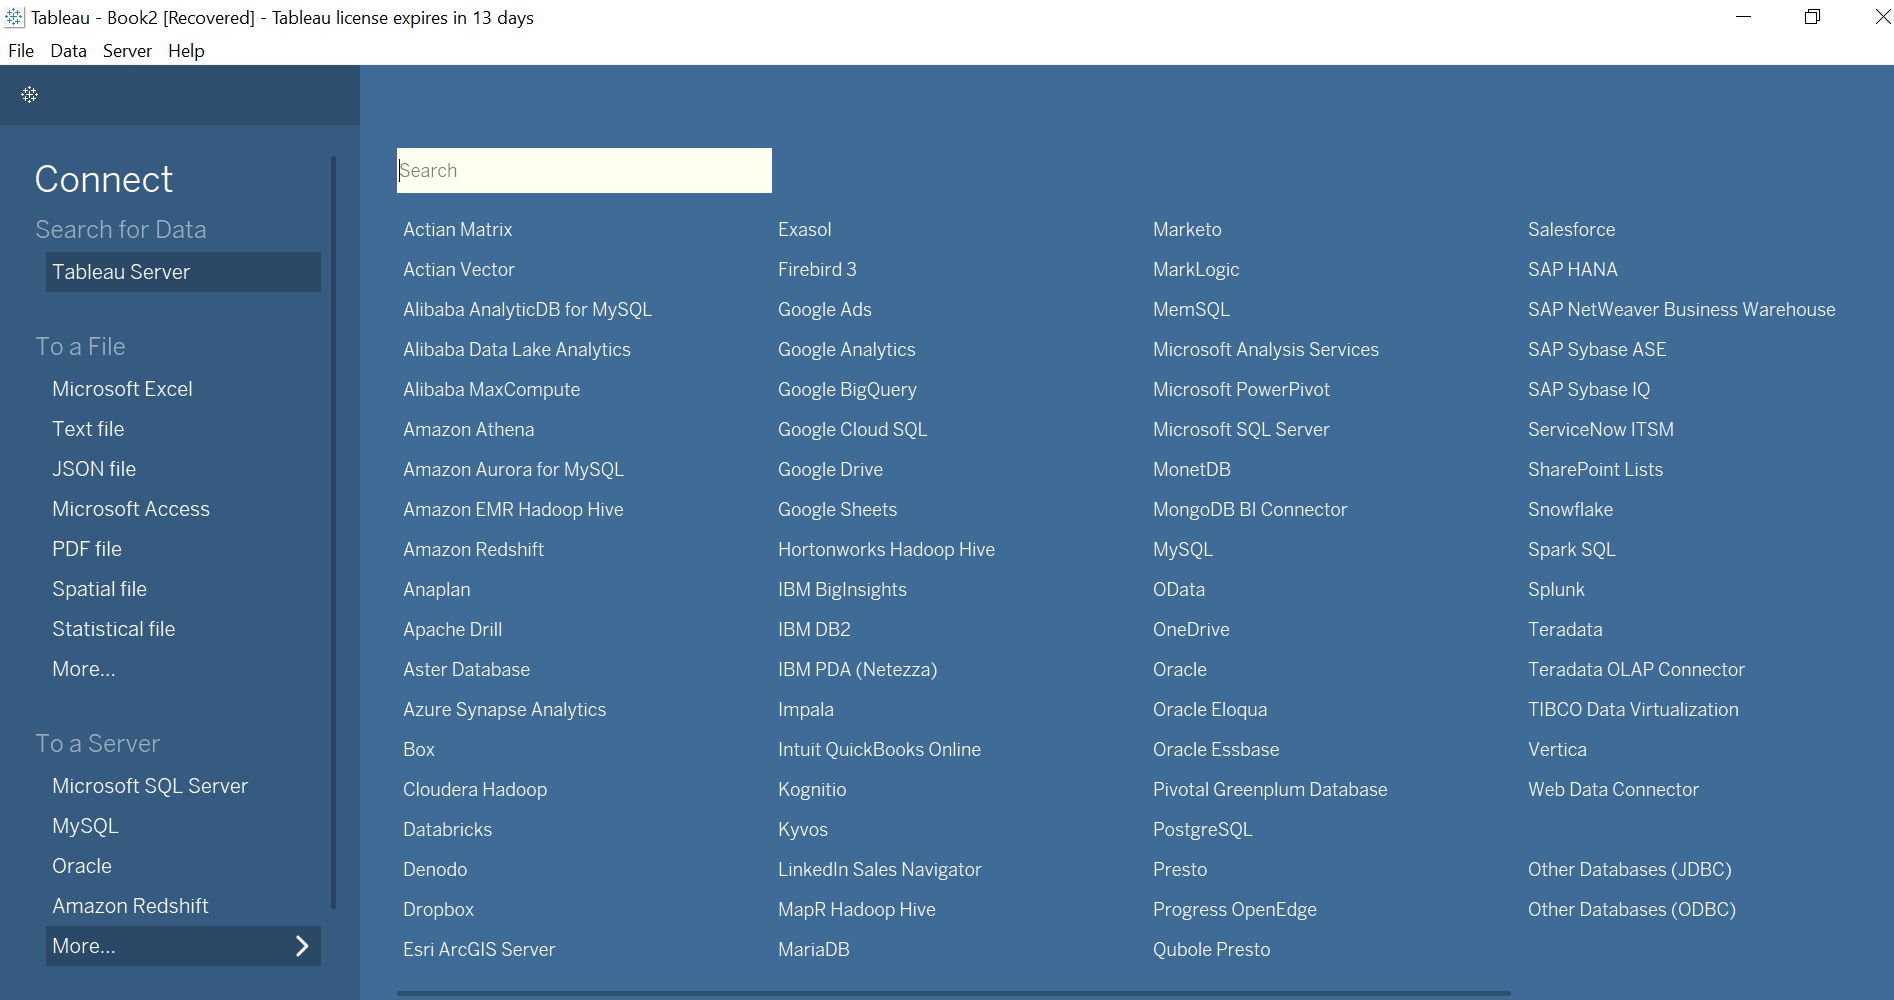 Tableau - Book2 [Recovered] - Tableau license expires in 13 days
File Data Server Help
Connect
Search for Data
Tableau Server
To a File
Microsoft Excel
Text file
JSON file
Microsoft Access
PDF file
Spatial file
Statistical file
More...
To a Server
Microsoft SQL Server
MySQL
Oracle
Amazon Redshift
More...
Search
Actian Matrix
Actian Vector
Alibaba AnalyticDB for MySQL
Alibaba Data Lake Analytics
Alibaba MaxCompute
Amazon Athena
Amazon Aurora for MySQL
Amazon EMR Hadoop Hive
Amazon Redshift
Anaplan
Apache Drill
Aster Database
Azure Synapse Analytics
Box
Cloudera Hadoop
Databricks
Denodo
Dropbox
Esri ArcGIS Server
Exasol
Firebird 3
Google Ads
Google Analytics
Google BigQuery
Google Cloud SQL
Google Drive
Google Sheets
Hortonworks Hadoop Hive
IBM BigInsights
IBM DB2
IBM PDA (Netezza)
Impala
Intuit QuickBooks Online
Kognitio
Kyvos
LinkedIn Sales Navigator
MapR Hadoop Hive
MariaDB
Marketo
MarkLogic
MemSQL
Microsoft Analysis Services
Microsoft PowerPivot
Microsoft SQL Server
MonetDB
MongoDB BI Connector
MySQL
OData
OneDrive
Oracle
Oracle Eloqua
Oracle Essbase
Pivotal Greenplum Database
PostgreSQL
Presto
Progress OpenEdge
Qubole Presto
Salesforce
SAP HANA
SAP NetWeaver Business Warehouse
SAP Sybase ASE
SAP Sybase IQ
ServiceNow ITSM
SharePoint Lists
Snowflake
Spark SQL
Splunk
Teradata
Teradata OLAP Connector
TIBCO Data Virtualization
Vertica
Web Data Connector
Other Databases (JDBC)
Other Databases (ODBC)